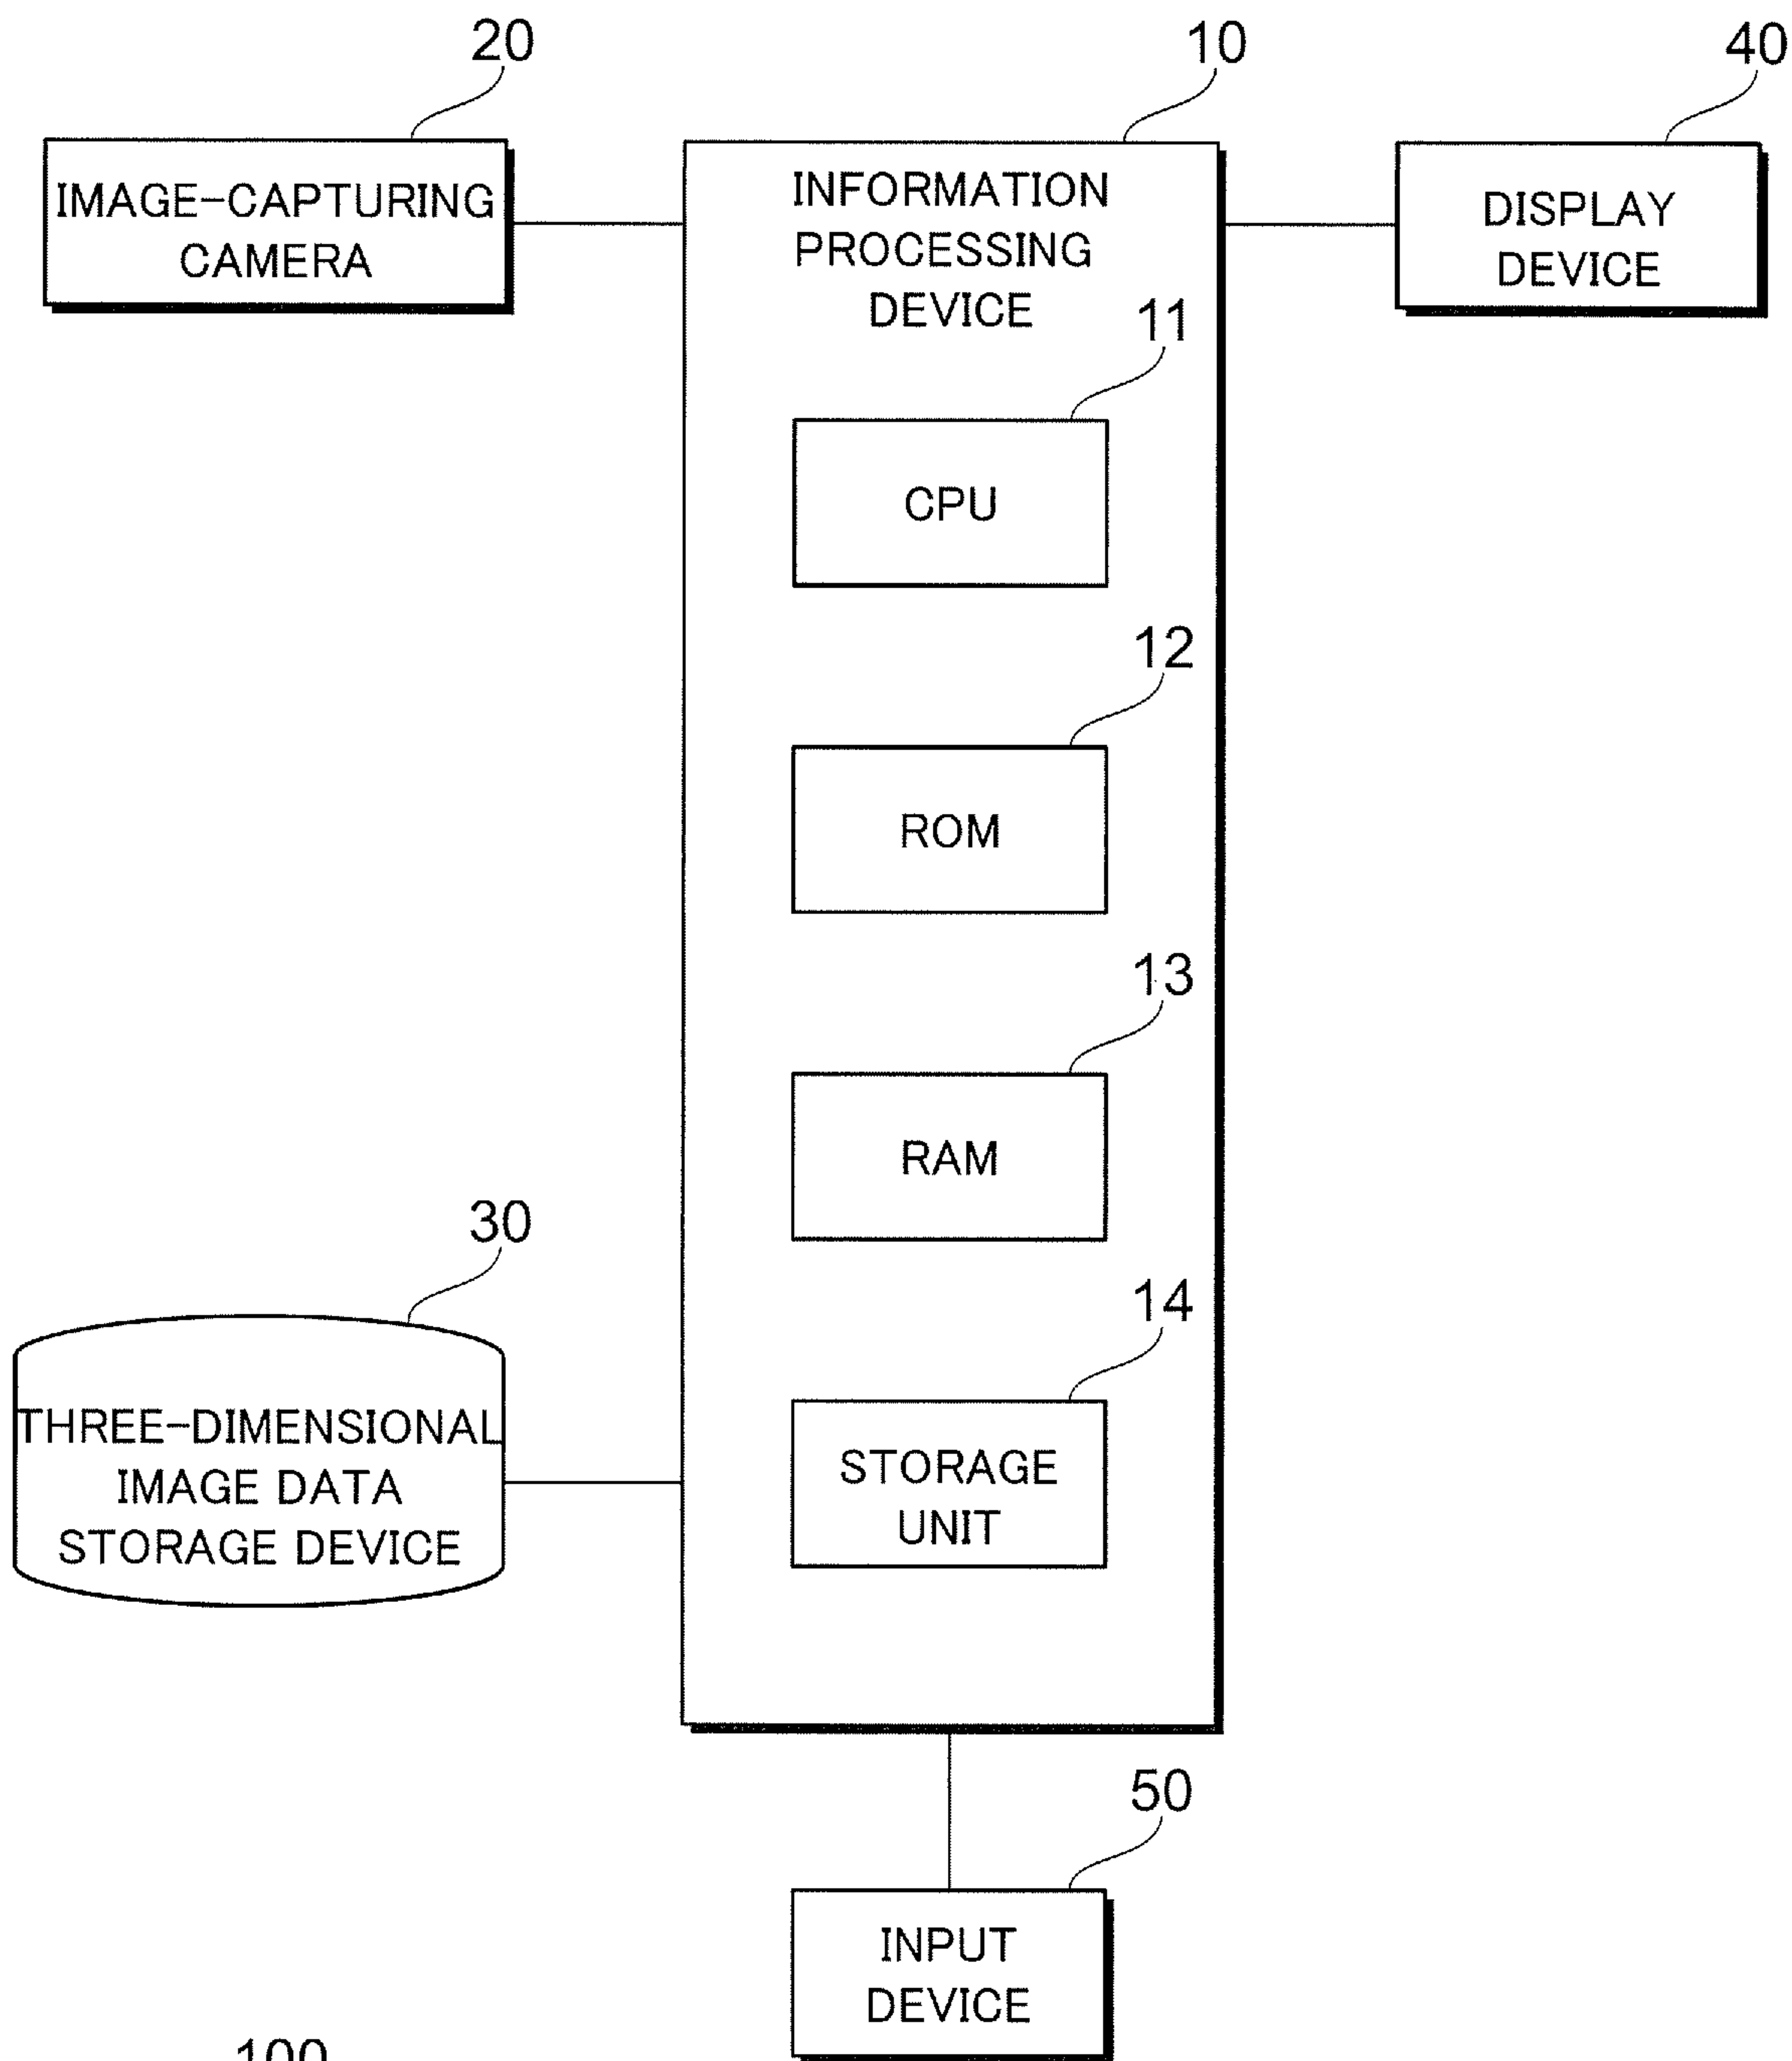 20
10
40
IMAGE-CAPTURING
CAMERA
INFORMATION
PROCESSING
DEVICE
DISPLAY
DEVICE
11
CPU
12
ROM
13
RAM
30
14
THREE-DIMENSIONAL
IMAGE DATA
STORAGE DEVICE
STORAGE
UNIT
50
INPUT
DEVICE
100